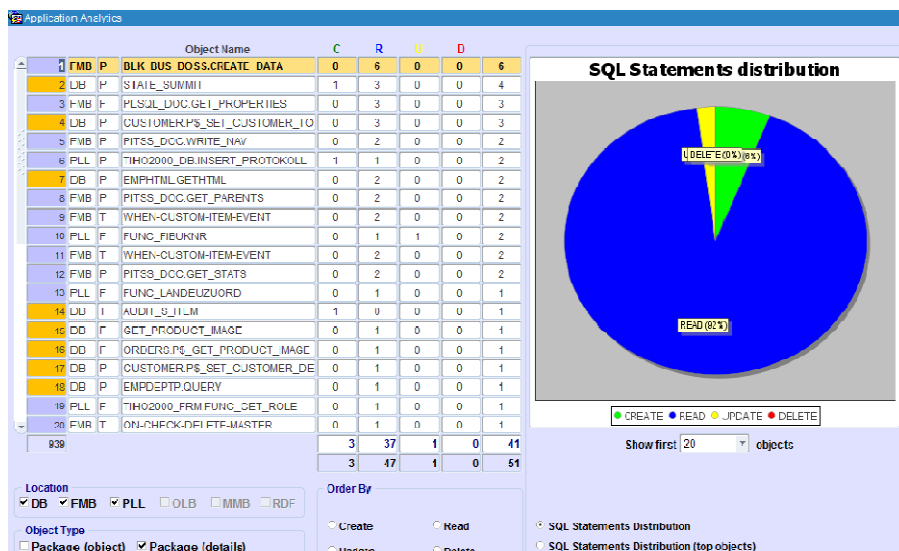 Application Analytics
Object Name C R U D
1 FMB P BLK_BUS_DOSS.CREATE_DATA 0 6 0 0 6
2 DB P STATE_SUMMIT 1 3 0 0 4
3 FMB F PLSQL_DOC.GET_PROPERTIES 0 3 0 0 3
4 DB P CUSTOMER.P$_SET_CUSTOMER_TO 0 3 0 0 3
5 FMB P PITSS_DOC.WRITE_NAV 0 2 0 0 2
6 PLL P TIHO2000_DB.INSERT_PROTOKOLL 1 1 0 0 2
7 DB P EMPHTML.GETHTML 0 2 0 0 2
8 FMB P PITSS_DOC.GET_PARENTS 0 2 0 0 2
9 FMB T WHEN-CUSTOM-ITEM-EVENT 0 2 0 0 2
10 PLL F FUNC_FIBUKNR 0 1 1 0 2
11 FMB T WHEN-CUSTOM-ITEM-EVENT 0 2 0 0 2
12 FMB P PITSS_DOC.GET_STATS 0 2 0 0 2
13 PLL F FUNC_LANDEUZUORD 0 1 0 0 1
14 DB T AUDIT_S_ITEM 1 0 0 0 1
15 DB F GET_PRODUCT_IMAGE 0 1 0 0 1
16 DB F ORDERS.P$_GET_PRODUCT_IMAGE 0 1 0 0 1
17 DB P CUSTOMER.P$_SET_CUSTOMER_DE 0 1 0 0 1
18 DB P EMPDEPTP.QUERY 0 1 0 0 1
19 PLL F TIHO2000_FRM.FUNC_GET_ROLE 0 1 0 0 1
20 FMB T ON-CHECK-DELETE-MASTER 0 1 0 0 1
939 3 37 1 0 41
3 47 1 0 51
SQL Statements distribution
U DELETE (0%) (6%)
READ (92%)
CREATE READ UPDATE DELETE
Show first 20 objects
Location
DB FMB PLL OLB MMB RDF
Object Type
Package (object) Package (details)
Order By
Create Read
Update Delete
SQL Statements Distribution
SQL Statements Distribution (top objects)